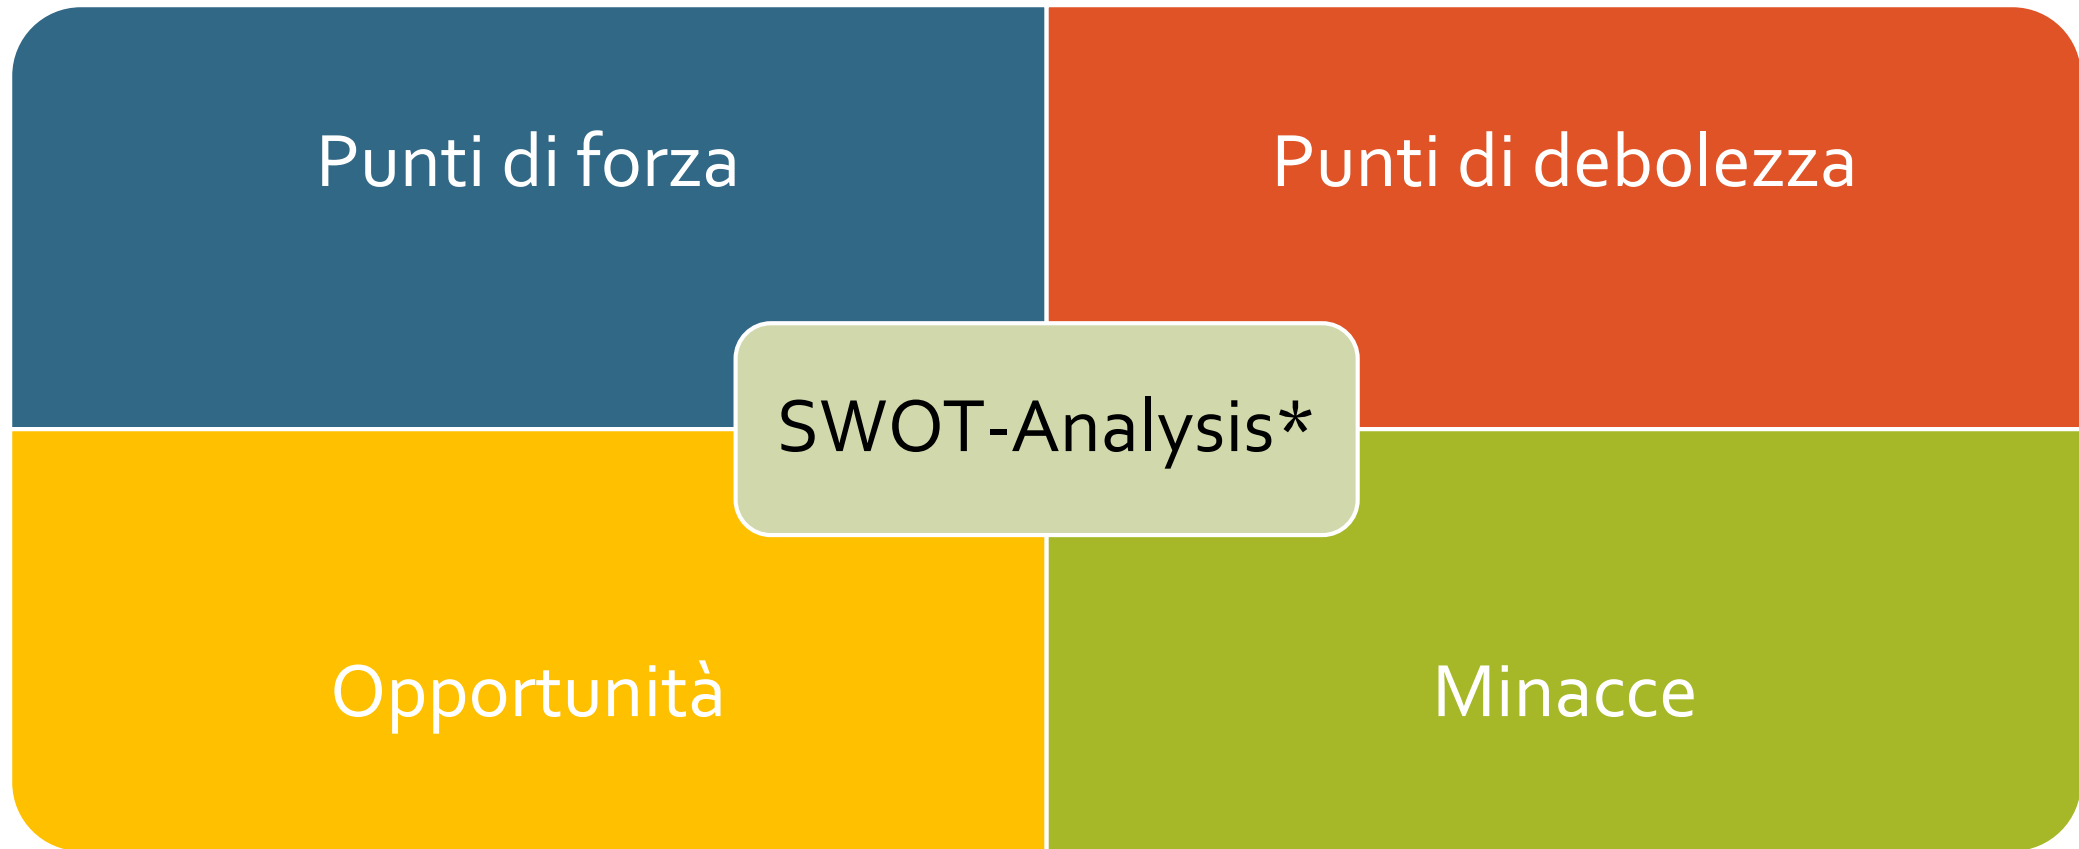 Punti di forza
Punti di debolezza
SWOT-Analysis*
Opportunità
Minacce